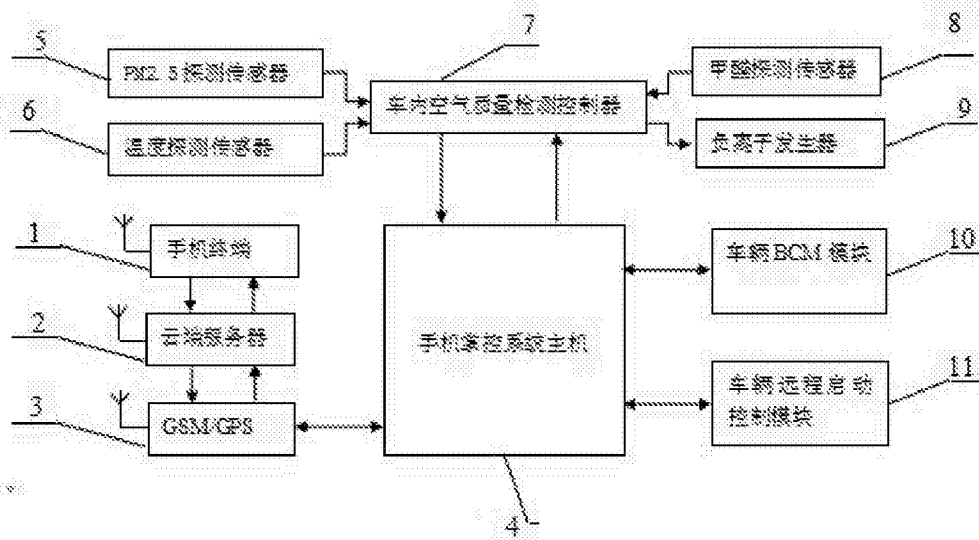 7
8
5
PM2.5探测传感器
甲醛探测传感器
车内空气质量检测控制器
6
温度探测传感器
9
负离子发生器
1
手机终端
10
车辆BCM模块
2
云端服务器
手机掌控系统主机
3
GSM/GPS
11
车辆远程启动
控制模块
4